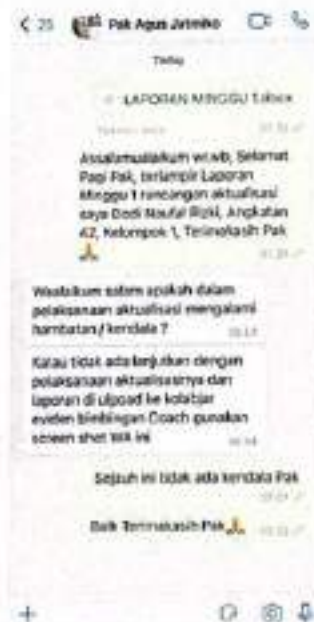 25
Pak Agus Jatmiko
Today
LAPORAN MINGGU 1.docx
Assalamualaikum wr.wb, Selamat
Pagi Pak, terlampir Laporan
Minggu 1 rancangan aktualisasi
saya Dodi Naufal Rizki, Angkatan
42, Kelompok 1, Terimakasih Pak
🙏
Waalaikum salam apakah dalam
pelaksanaan aktualisasi mengalami
hambatan / kendala ?
Kalau tidak ada lanjutkan dengan
pelaksanaan aktualisasinya dan
laporan di ulpoad ke kolabjar
eviden bimbingan Coach gunakan
screen shot WA ini
Sejauh ini tidak ada kendala Pak
Baik Terimakasih Pak🙏